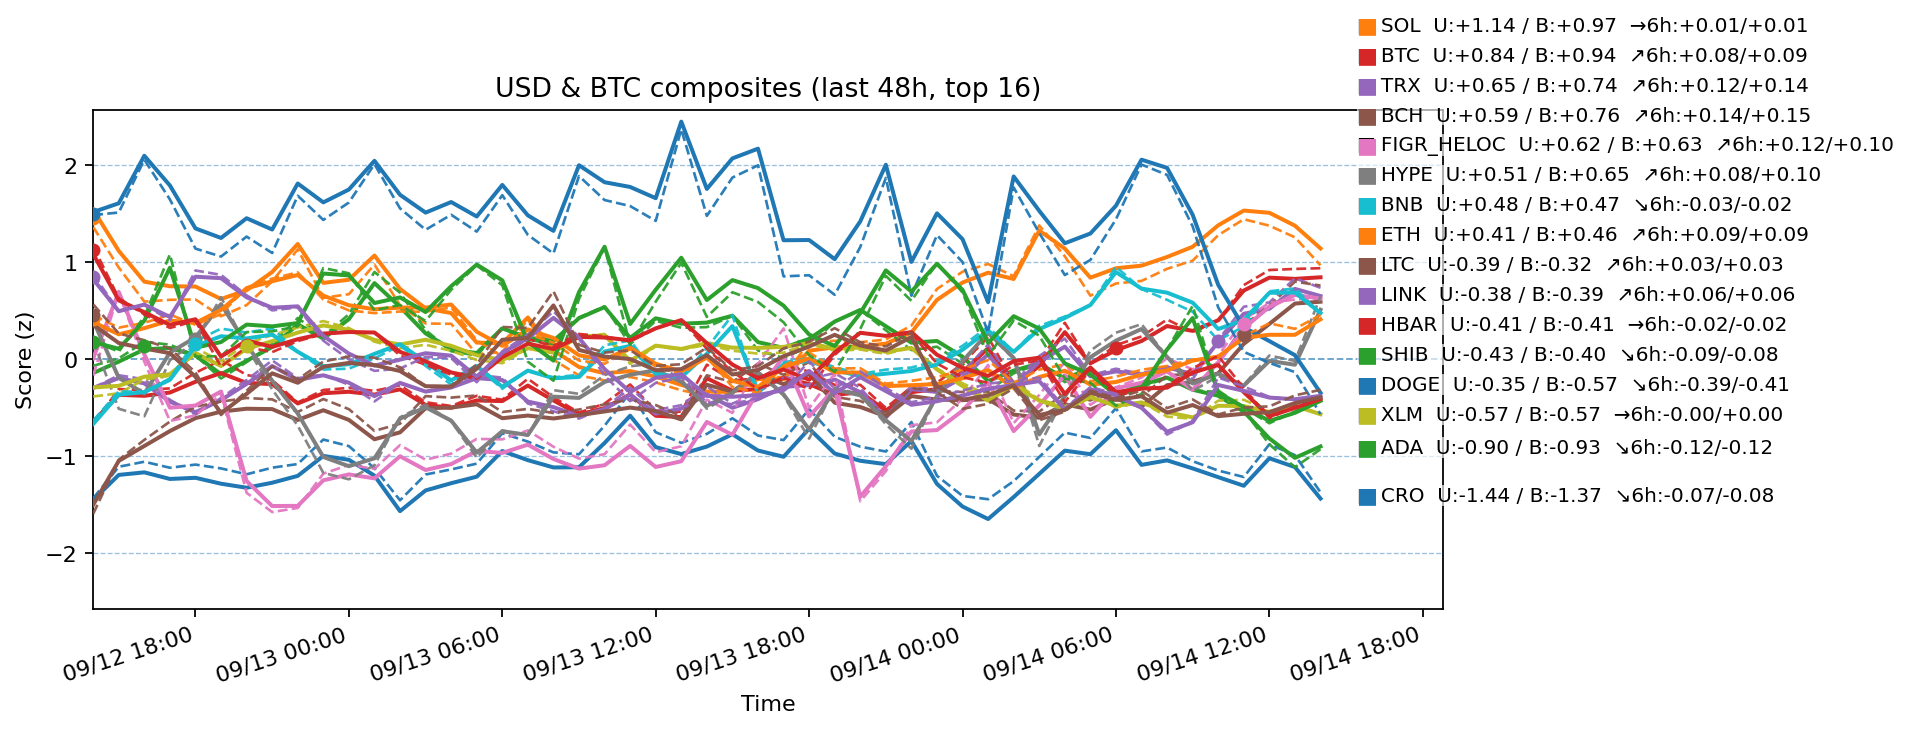 USD & BTC composites (last 48h, top 16)
SOL  U:+1.14 / B:+0.97  →6h:+0.01/+0.01
BTC  U:+0.84 / B:+0.94  ↗6h:+0.08/+0.09
TRX  U:+0.65 / B:+0.74  ↗6h:+0.12/+0.14
BCH  U:+0.59 / B:+0.76  ↗6h:+0.14/+0.15
FIGR_HELOC  U:+0.62 / B:+0.63  ↗6h:+0.12/+0.10
HYPE  U:+0.51 / B:+0.65  ↗6h:+0.08/+0.10
BNB  U:+0.48 / B:+0.47  ↘6h:-0.03/-0.02
ETH  U:+0.41 / B:+0.46  ↗6h:+0.09/+0.09
LTC  U:-0.39 / B:-0.32  ↗6h:+0.03/+0.03
LINK  U:-0.38 / B:-0.39  ↗6h:+0.06/+0.06
HBAR  U:-0.41 / B:-0.41  →6h:-0.02/-0.02
SHIB  U:-0.43 / B:-0.40  ↘6h:-0.09/-0.08
DOGE  U:-0.35 / B:-0.57  ↘6h:-0.39/-0.41
XLM  U:-0.57 / B:-0.57  →6h:-0.00/+0.00
ADA  U:-0.90 / B:-0.93  ↘6h:-0.12/-0.12
CRO  U:-1.44 / B:-1.37  ↘6h:-0.07/-0.08
Score (z)
2
1
0
−1
−2
09/12 18:00
09/13 00:00
09/13 06:00
09/13 12:00
09/13 18:00
09/14 00:00
09/14 06:00
09/14 12:00
09/14 18:00
Time